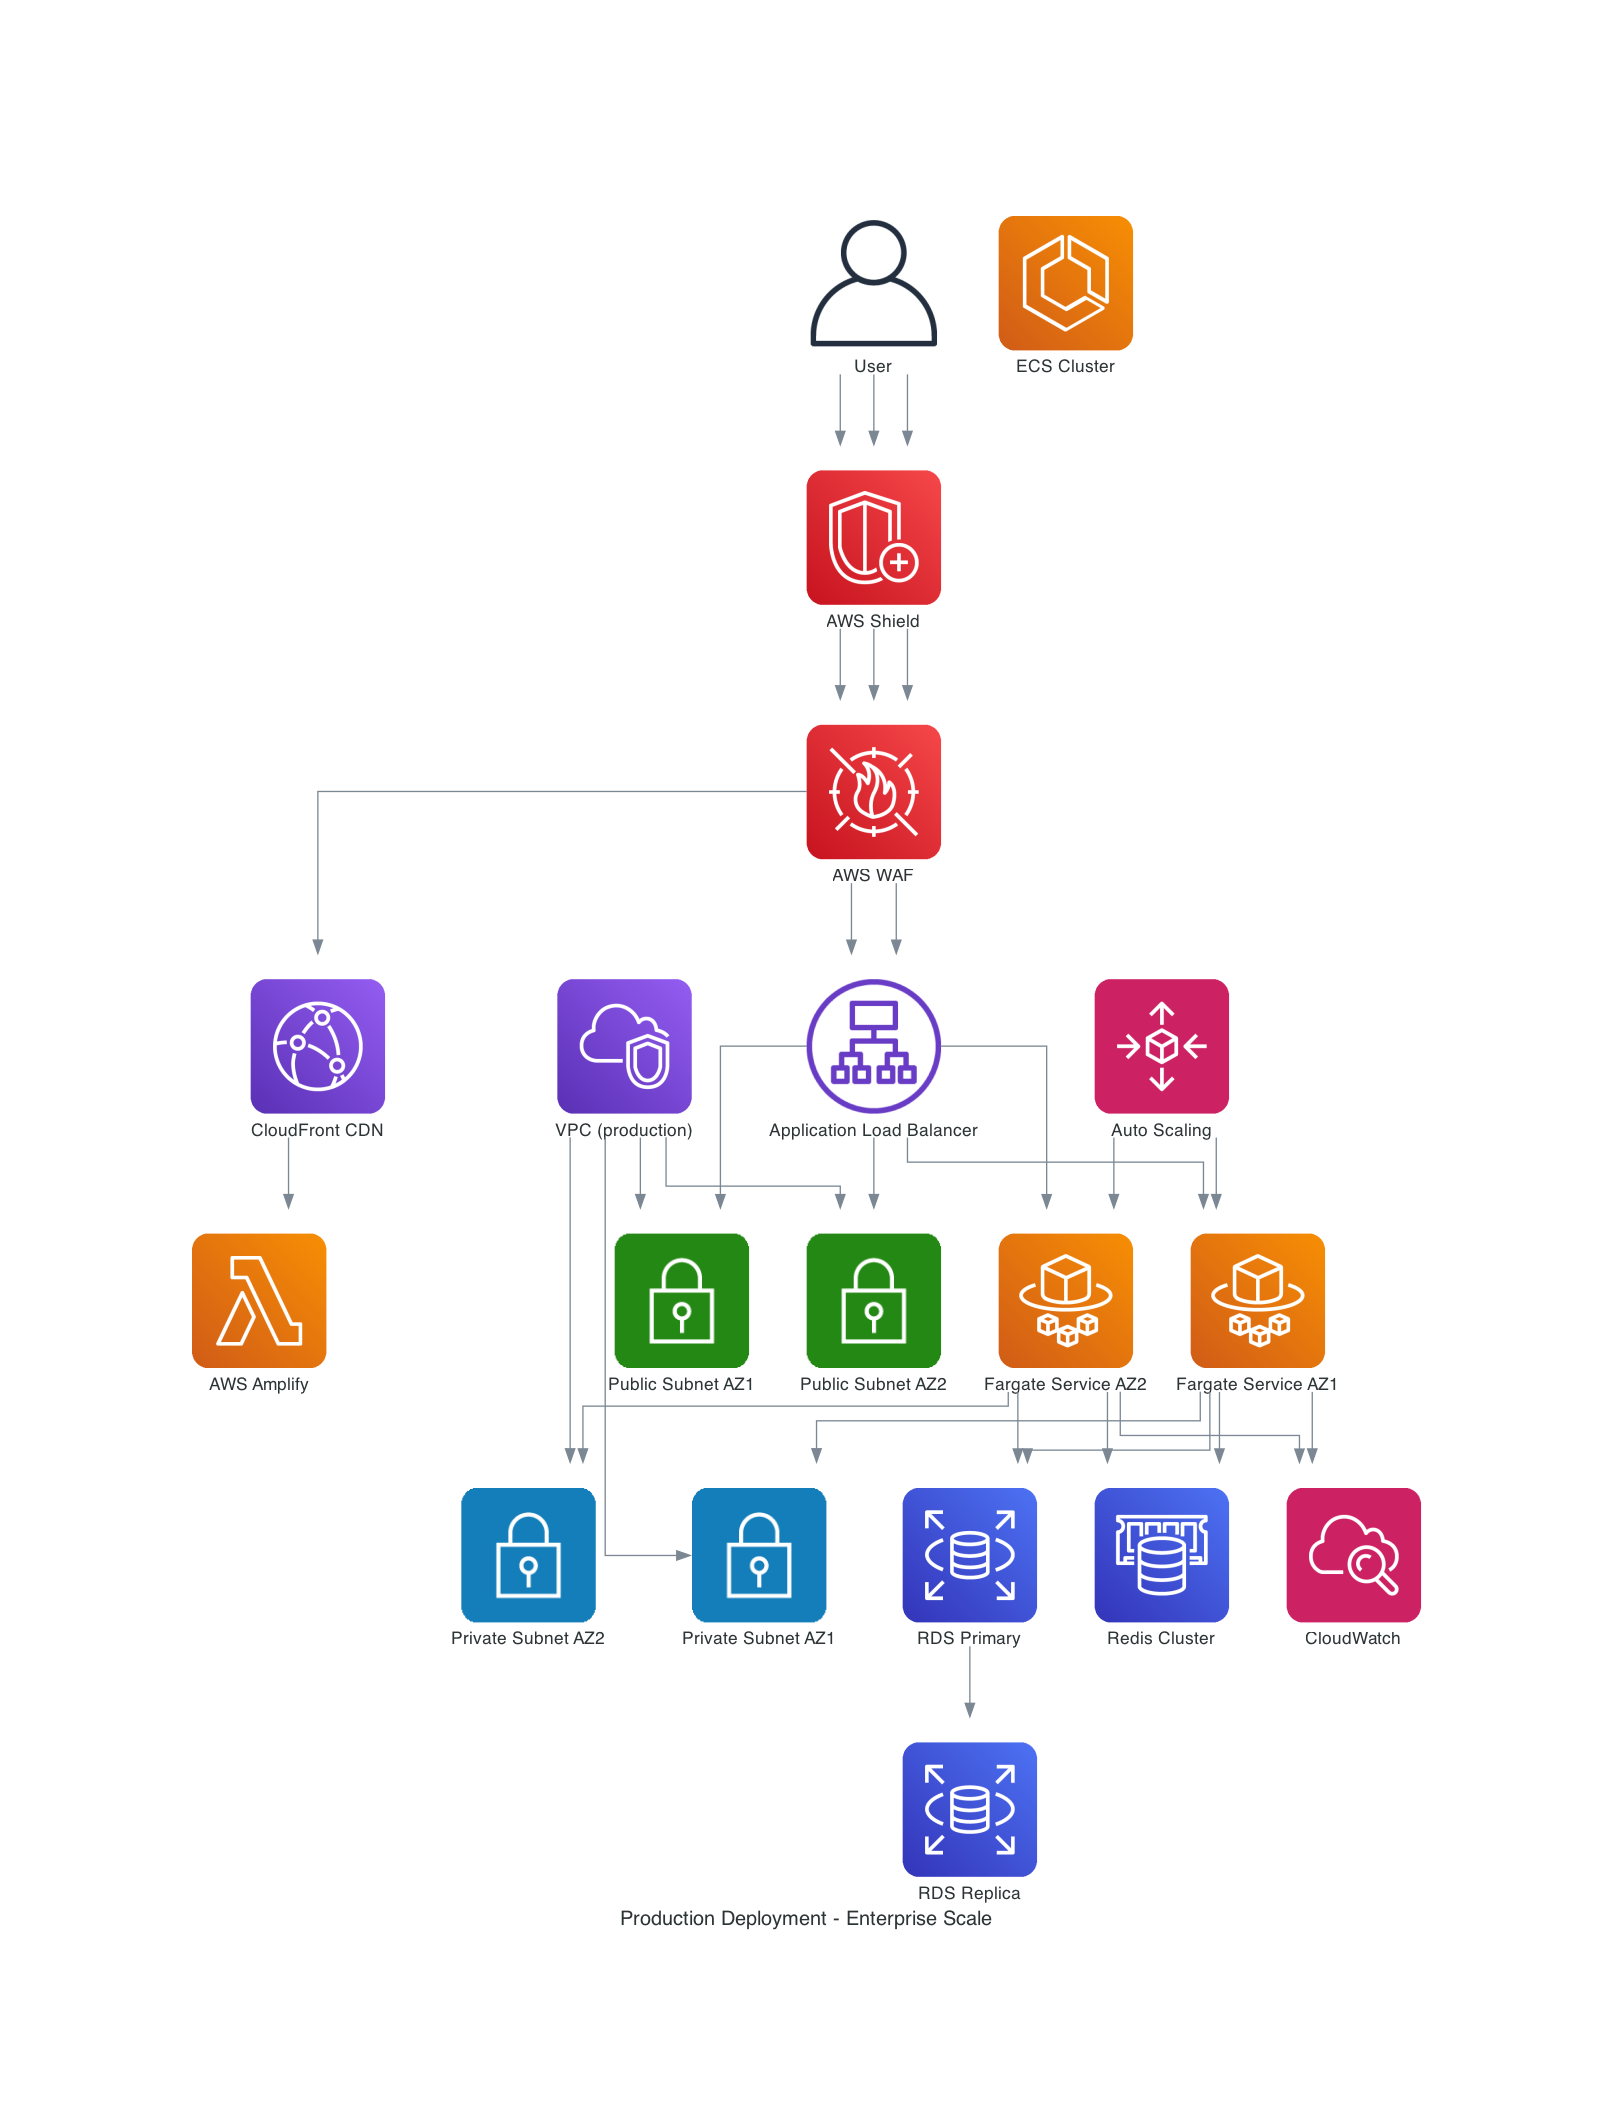 User
ECS Cluster
AWS Shield
AWS WAF
CloudFront CDN
VPC (production)
Application Load Balancer
Auto Scaling
AWS Amplify
Public Subnet AZ1
Public Subnet AZ2
Fargate Service AZ2
Fargate Service AZ1
Private Subnet AZ2
Private Subnet AZ1
RDS Primary
Redis Cluster
CloudWatch
RDS Replica
Production Deployment - Enterprise Scale